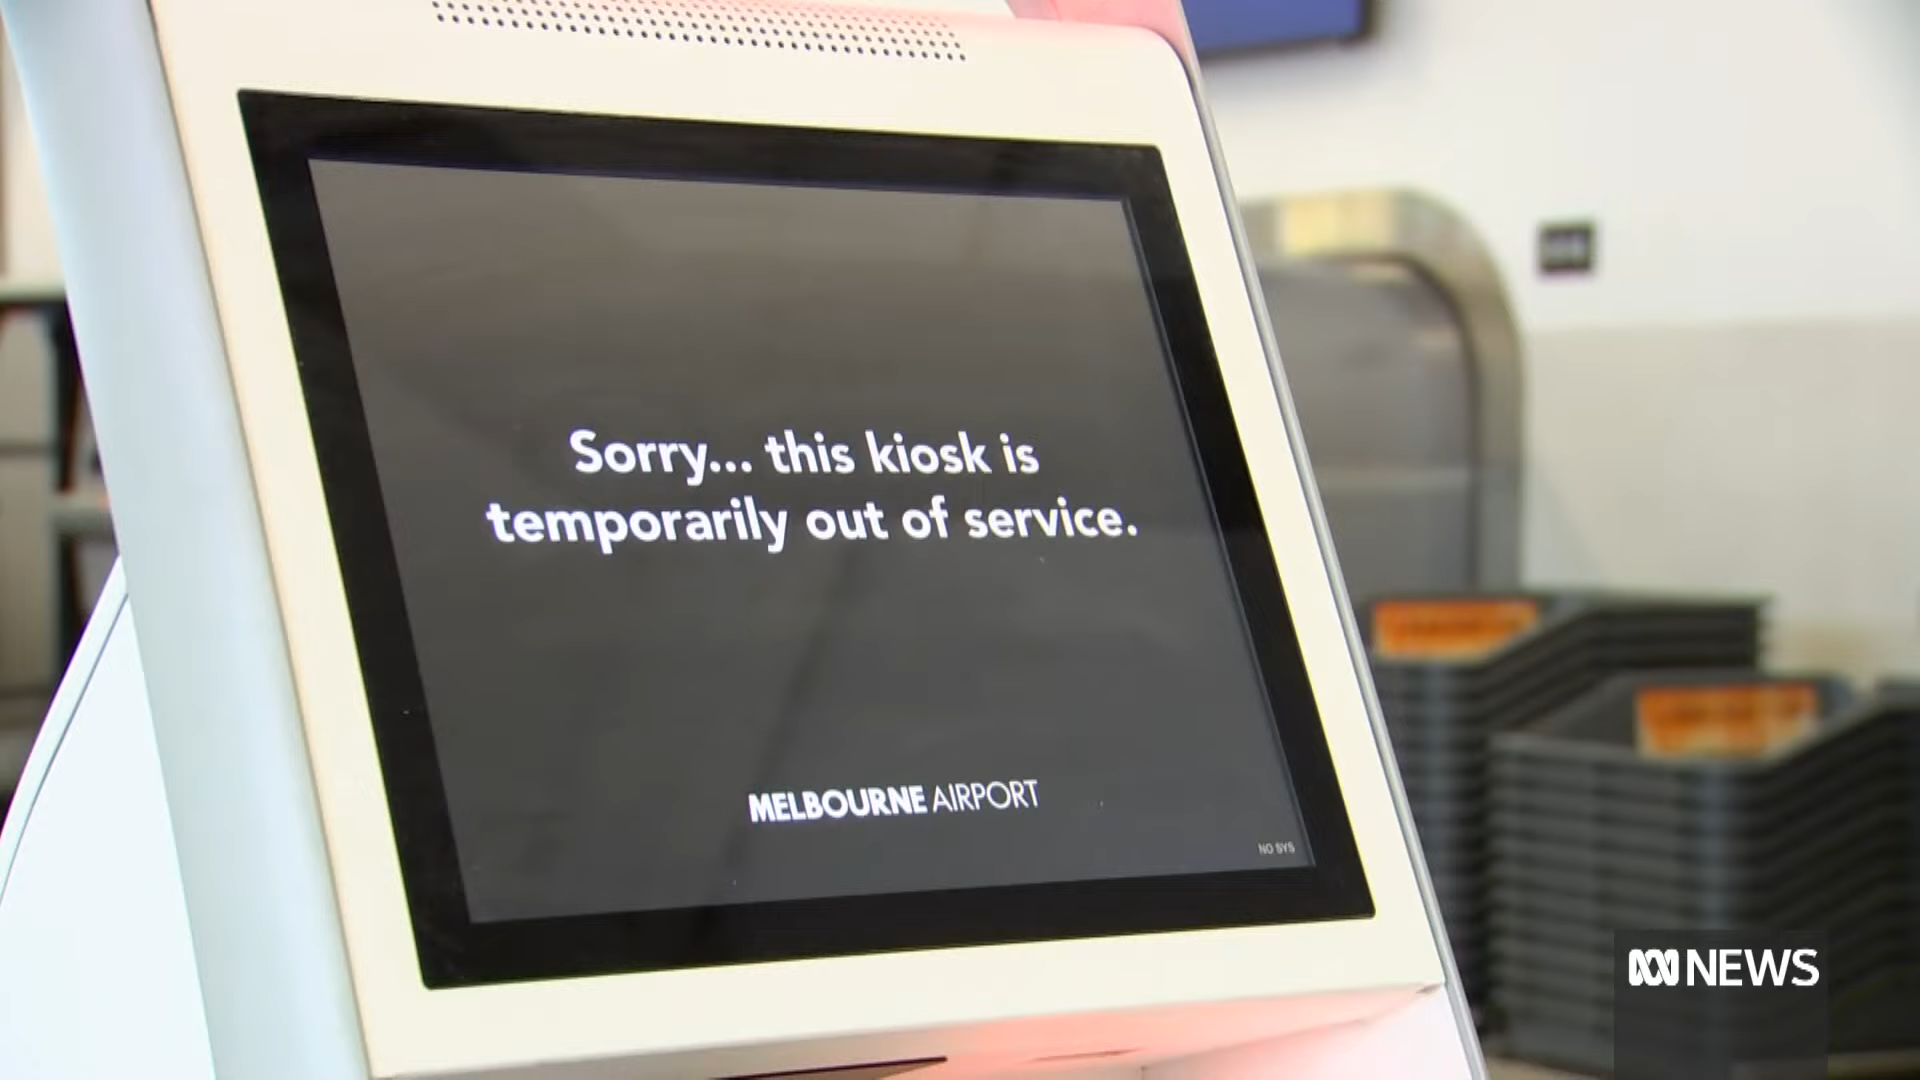 Sorry... this kiosk is
temporarily out of service.
MELBOURNE AIRPORT
NO SYS
NEWS